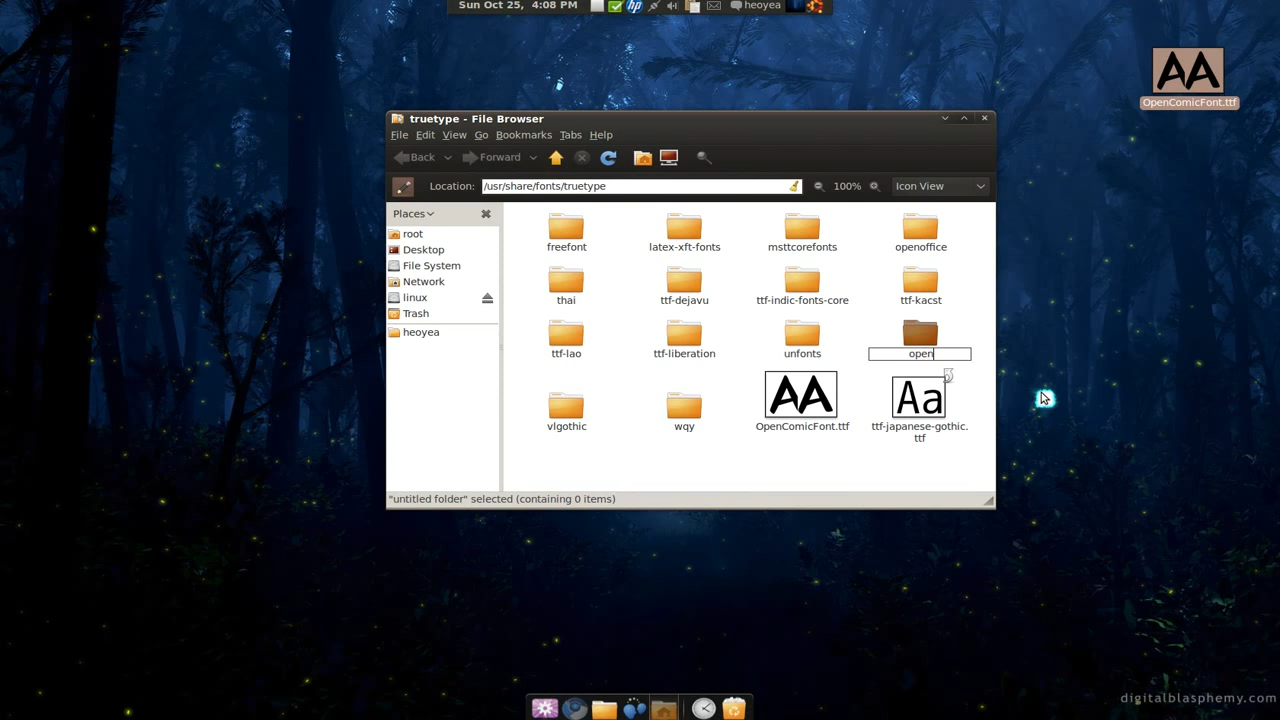 Sun Oct 25, 4:08 PM
hp
heoyea
AA
OpenComicFont.ttf
truetype - File Browser
File Edit View Go Bookmarks Tabs Help
Back Forward
Location: /usr/share/fonts/truetype 100% Icon View
Places
root
Desktop
File System
Network
linux
Trash
heoyea
freefont latex-xft-fonts msttcorefonts openoffice
thai ttf-dejavu ttf-indic-fonts-core ttf-kacst
ttf-lao ttf-liberation unfonts open
AA Aa
vlgothic wqy OpenComicFont.ttf ttf-japanese-gothic.
ttf
"untitled folder" selected (containing 0 items)
digitalblasphemy.com